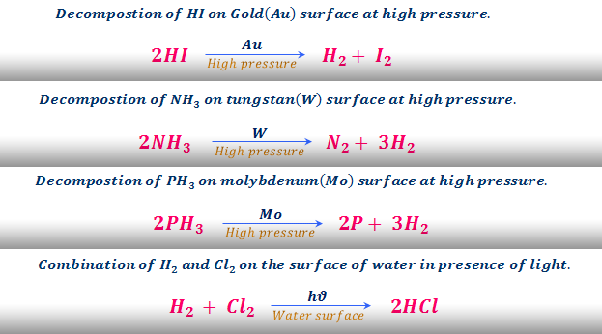 Decompostion of HI on Gold(Au) surface at high pressure.
Au
2HI → H₂ + I₂
High pressure
Decompostion of NH₃ on tungstan(W) surface at high pressure.
W
2NH₃ → N₂ + 3H₂
High pressure
Decompostion of PH₃ on molybdenum(Mo) surface at high pressure.
Mo
2PH₃ → 2P + 3H₂
High pressure
Combination of H₂ and Cl₂ on the surface of water in presence of light.
hϑ
H₂ + Cl₂ → 2HCl
Water surface